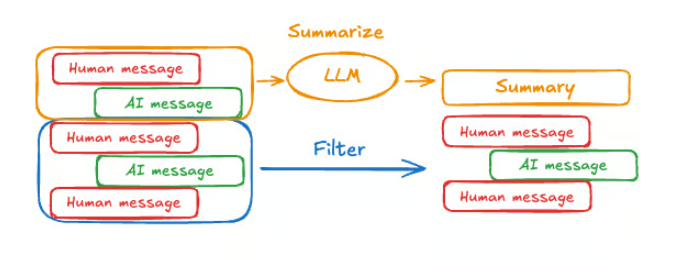 Summarize
Human message
LLM
AI message
Summary
Human message
Human message
Filter
AI message
AI message
Human message
Human message